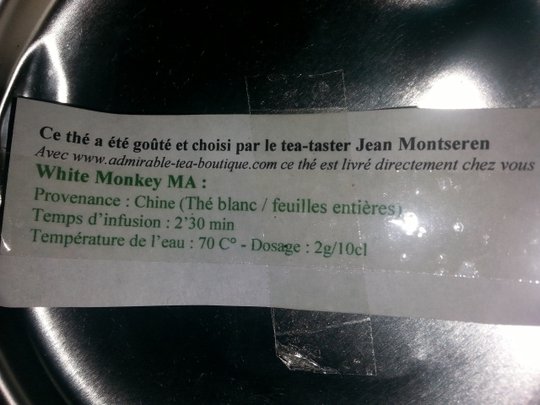 Ce thé a été goûté et choisi par le tea-taster Jean Montseren
Avec www.admirable-tea-boutique.com ce thé est livré directement chez vous
White Monkey MA :
Provenance : Chine (Thé blanc / feuilles entières)
Temps d'infusion : 2'30 min
Température de l'eau : 70 C° - Dosage : 2g/10cl